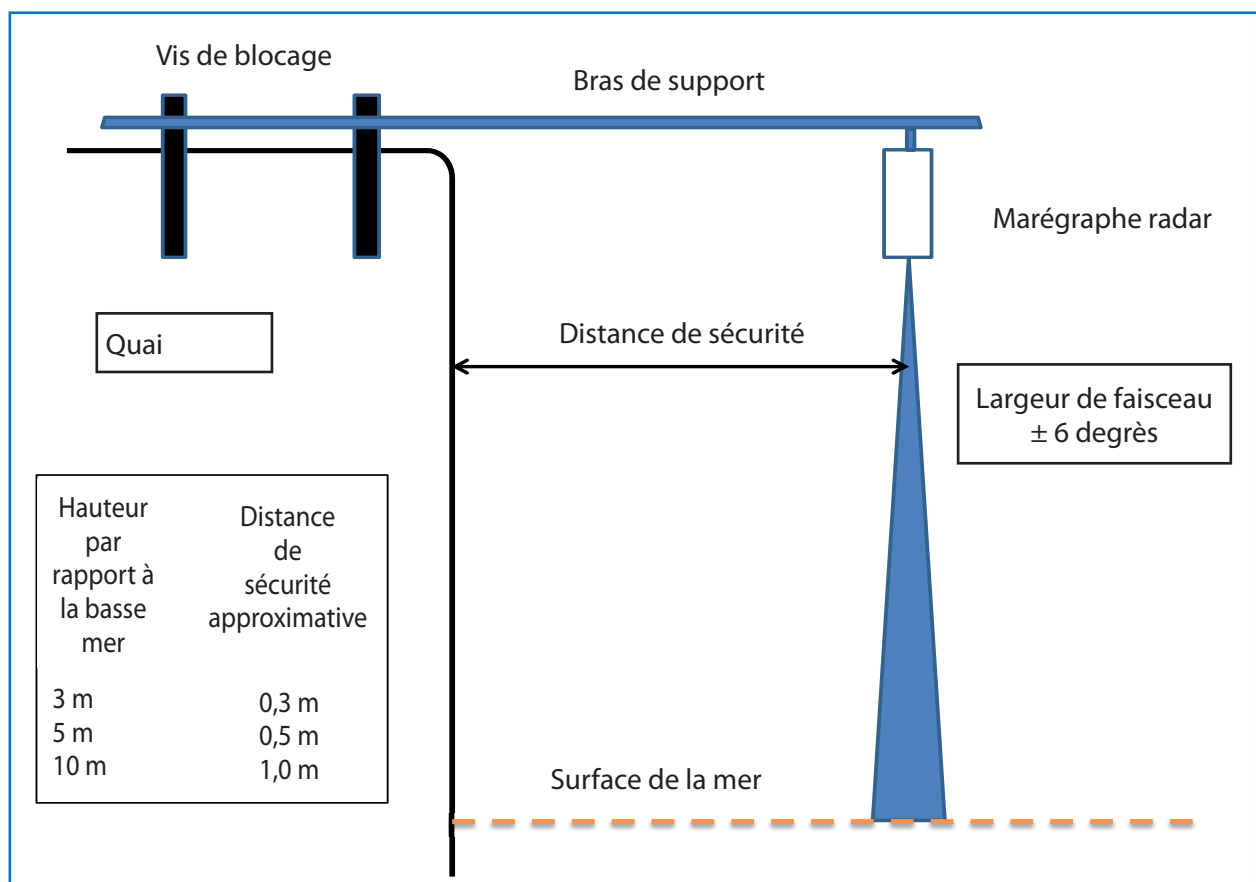 Vis de blocage
Bras de support
Marégraphe radar
Quai
Distance de sécurité
Largeur de faisceau
± 6 degrès
Hauteur
par
rapport à
la basse
mer
Distance
de
sécurité
approximative
3 m 0,3 m
5 m 0,5 m
10 m 1,0 m
Surface de la mer